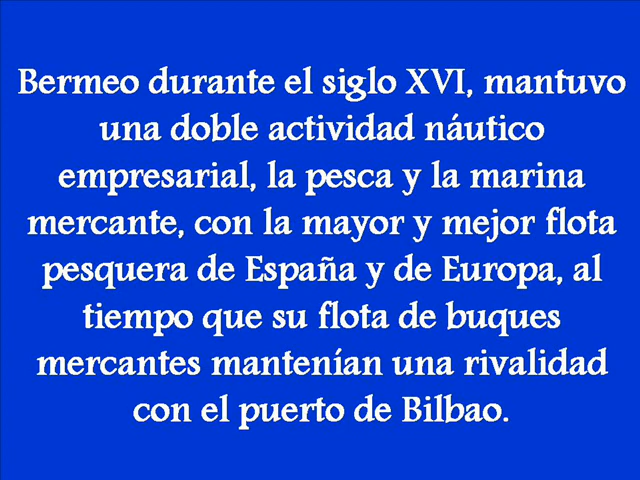 Bermeo durante el siglo XVI, mantuvo
una doble actividad náutico
empresarial, la pesca y la marina
mercante, con la mayor y mejor flota
pesquera de España y de Europa, al
tiempo que su flota de buques
mercantes mantenían una rivalidad
con el puerto de Bilbao.